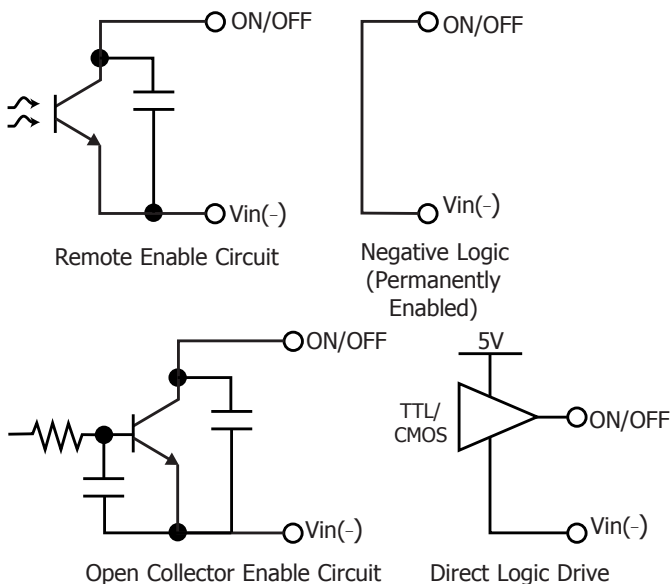 ON/OFF
Vin(–)
Remote Enable Circuit
ON/OFF
Vin(–)
Negative Logic
(Permanently
Enabled)
ON/OFF
Vin(–)
Open Collector Enable Circuit
5V
TTL/
CMOS
ON/OFF
Vin(–)
Direct Logic Drive